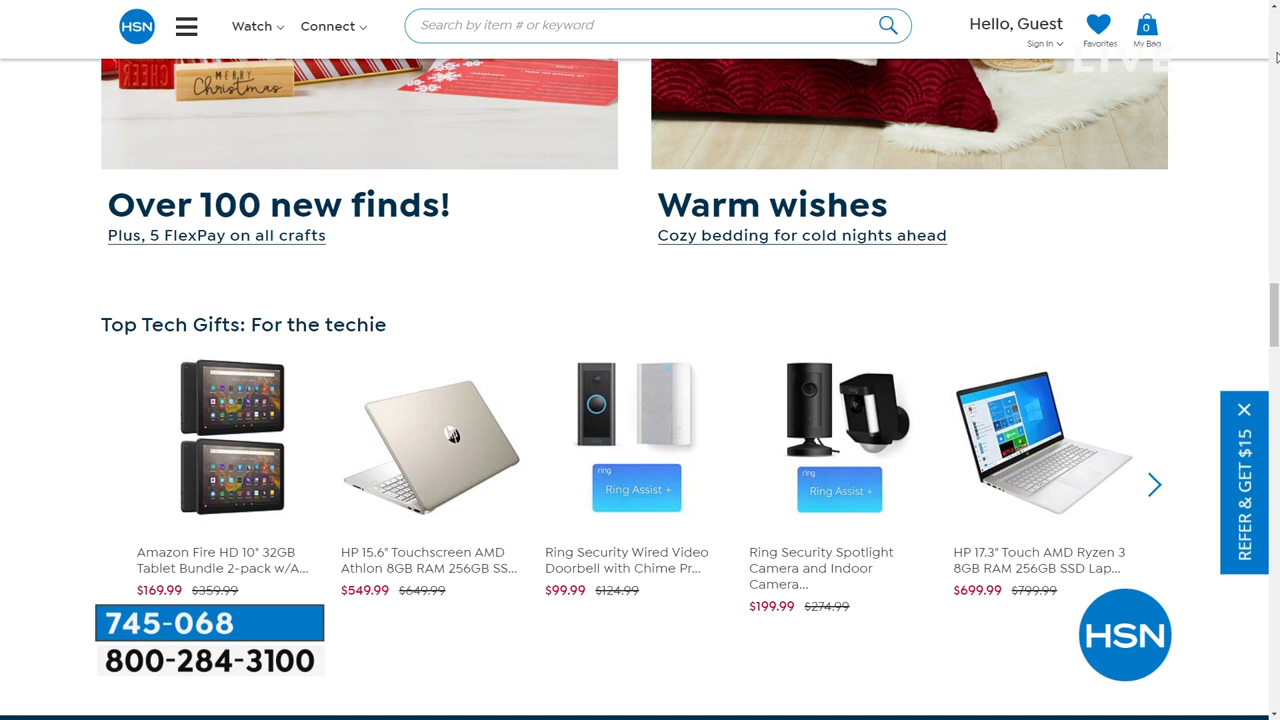 HSN
Watch
Connect
Search by item # or keyword
Hello, Guest
Sign In
Favorites
0
My Bag
LIVE
CHEER
MERRY
Christmas
Over 100 new finds!
Plus, 5 FlexPay on all crafts
Warm wishes
Cozy bedding for cold nights ahead
Top Tech Gifts: For the techie
hp
ring
Ring Assist +
ring
Ring Assist +
Amazon Fire HD 10" 32GB
Tablet Bundle 2-pack w/A...
$169.99 $359.99
HP 15.6" Touchscreen AMD
Athlon 8GB RAM 256GB SS...
$549.99 $649.99
ng Security Wired Video
Doorbell with Chime Pr...
$99.99 $124.99
Ring Security Spotlight
Camera and Indoor
Camera...
$199.99 $274.99
HP 17.3" Touch AMD Ryzen 3
8GB RAM 256GB SSD Lap...
$699.99 $799.99
REFER & GET $15
745-068
800-284-3100
HSN